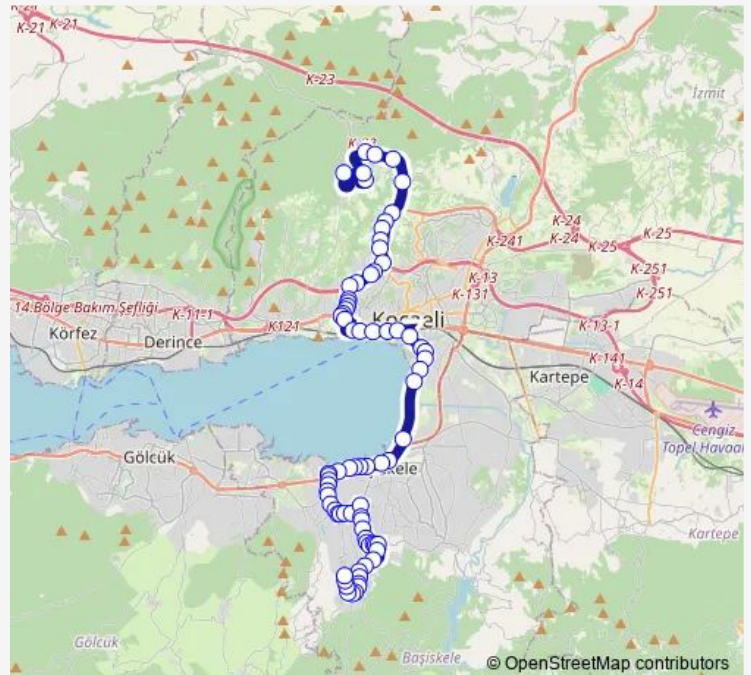 K-21
K-21
K-23
İzmit
K-24
K-241
K-24
K-25
K-25
K-251
K-13
K-131
K-251
14.Bölge Bakım Şefliği
K-11-1
K121
Kocaeli
K-13-1
Körfez
Derince
K-141
Kartepe
K-14
Cengiz
Topel Havaal
Gölcük
Kartepe
Gölcük
Başiskele
© OpenStreetMap contributors